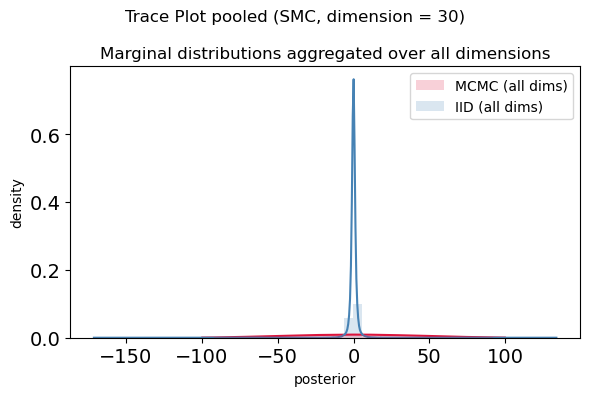 Trace Plot pooled (SMC, dimension = 30)
Marginal distributions aggregated over all dimensions
MCMC (all dims)
IID (all dims)
density
0.6
0.4
0.2
0.0
−150
−100
−50
0
50
100
posterior